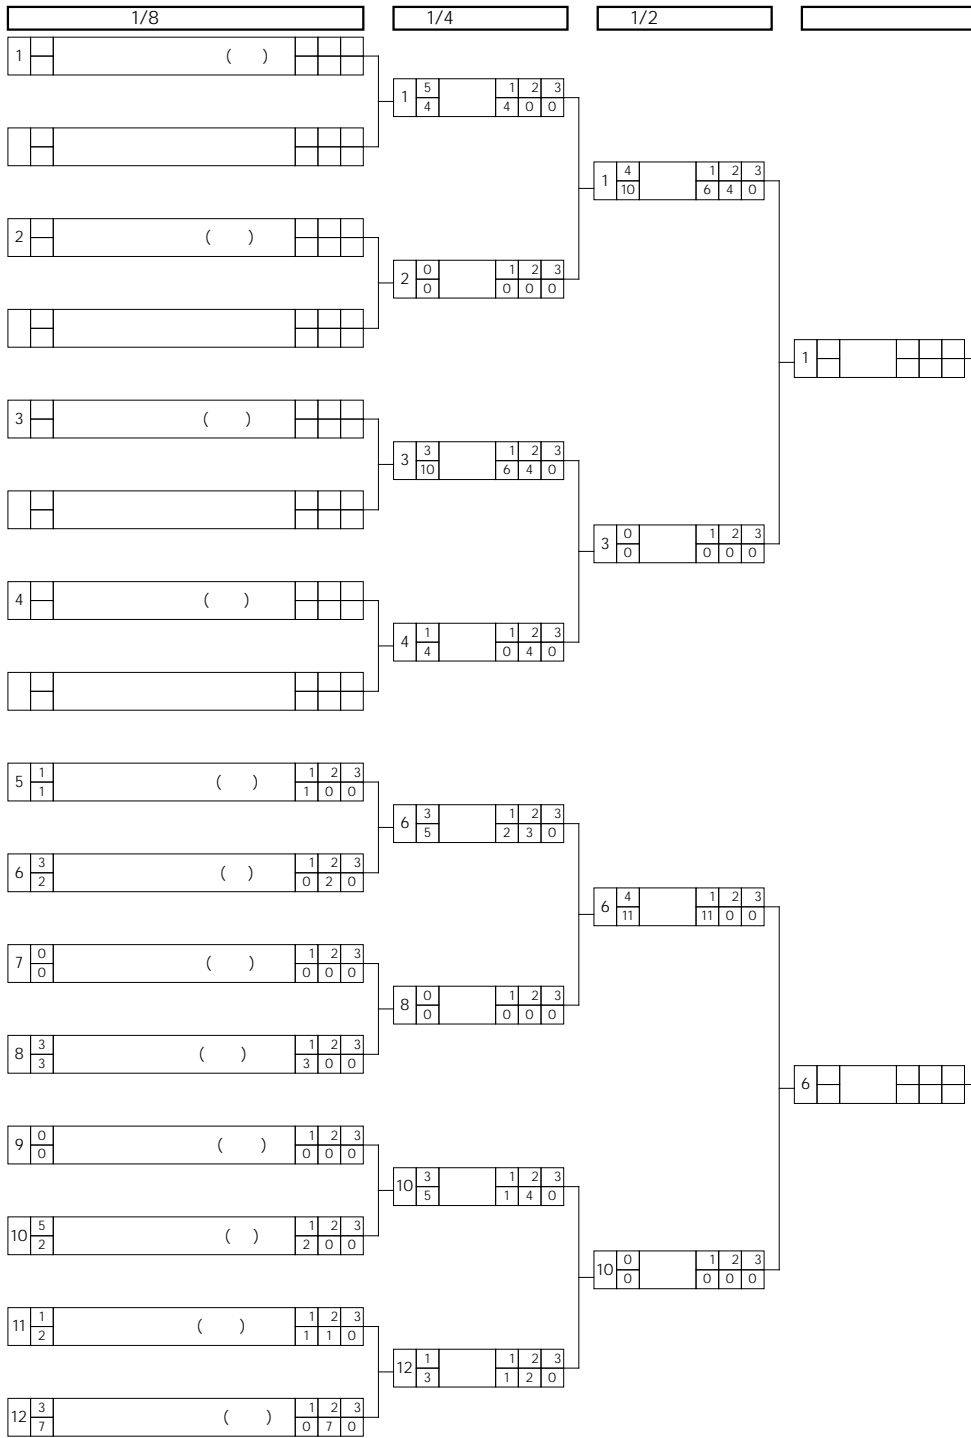 1/8 1/4 1/2
1 ( )
1 5 1 2 3
4 4 0 0
1 4 1 2 3
10 6 4 0
2 ( )
2 0 1 2 3
0 0 0 0
1
3 ( )
3 3 1 2 3
10 6 4 0
3 0 1 2 3
0 0 0 0
4 ( )
4 1 1 2 3
4 0 4 0
5 1 ( ) 1 2 3
1 1 0 0
6 3 1 2 3
5 2 3 0
6 3 ( ) 1 2 3
2 0 2 0
6 4 1 2 3
11 11 0 0
7 0 ( ) 1 2 3
0 0 0 0
8 0 1 2 3
0 0 0 0
8 3 ( ) 1 2 3
3 3 0 0
6
9 0 ( ) 1 2 3
0 0 0 0
10 3 1 2 3
5 1 4 0
10 5 ( ) 1 2 3
2 2 0 0
10 0 1 2 3
0 0 0 0
11 1 ( ) 1 2 3
2 1 1 0
12 1 1 2 3
3 1 2 0
12 3 ( ) 1 2 3
7 0 7 0